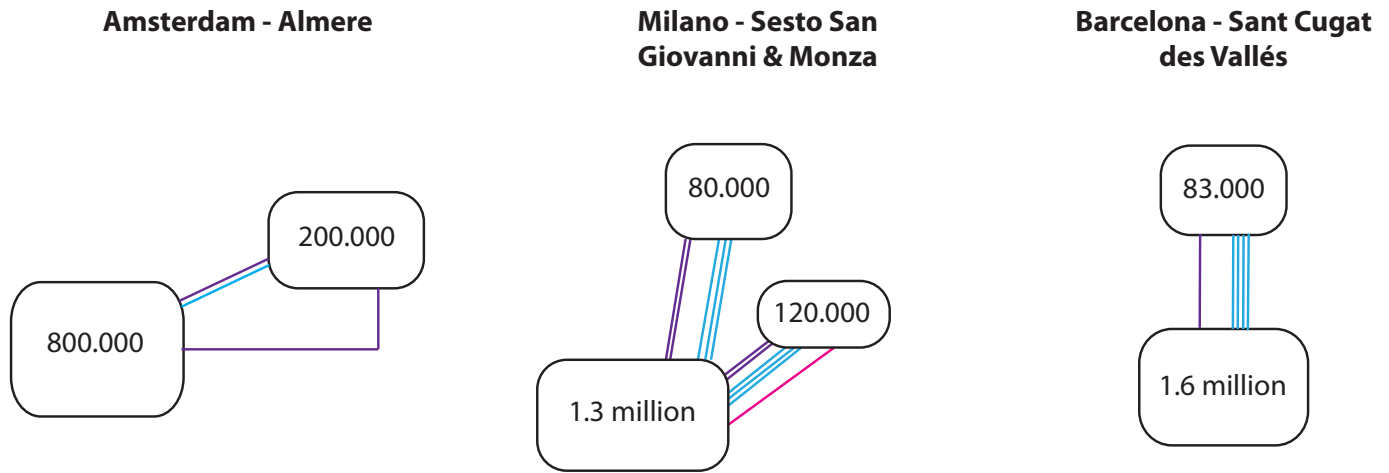 Amsterdam - Almere
Milano - Sesto San
Giovanni & Monza
Barcelona - Sant Cugat
des Vallés
200.000
800.000
80.000
120.000
1.3 million
83.000
1.6 million